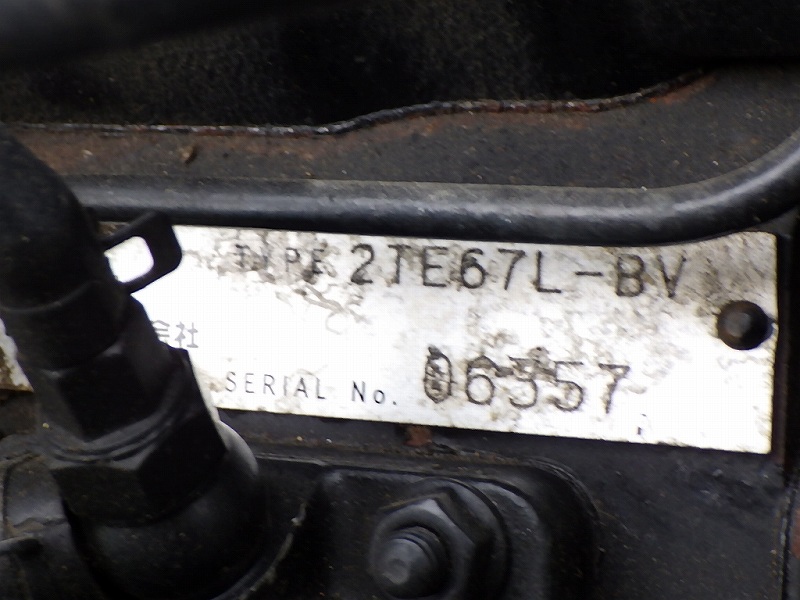 TYPE 2TE67L-BV
会社
SERIAL No. 06357